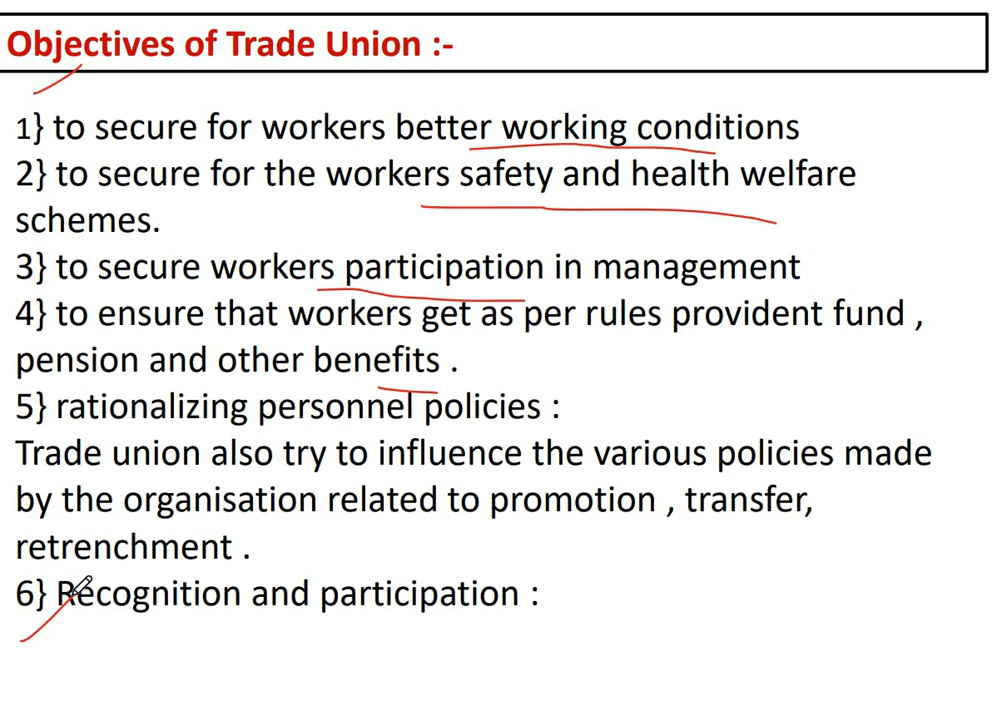 Objectives of Trade Union :-
1} to secure for workers better working conditions
2} to secure for the workers safety and health welfare
schemes.
3} to secure workers participation in management
4} to ensure that workers get as per rules provident fund ,
pension and other benefits .
5} rationalizing personnel policies :
Trade union also try to influence the various policies made
by the organisation related to promotion , transfer,
retrenchment .
6} Recognition and participation :